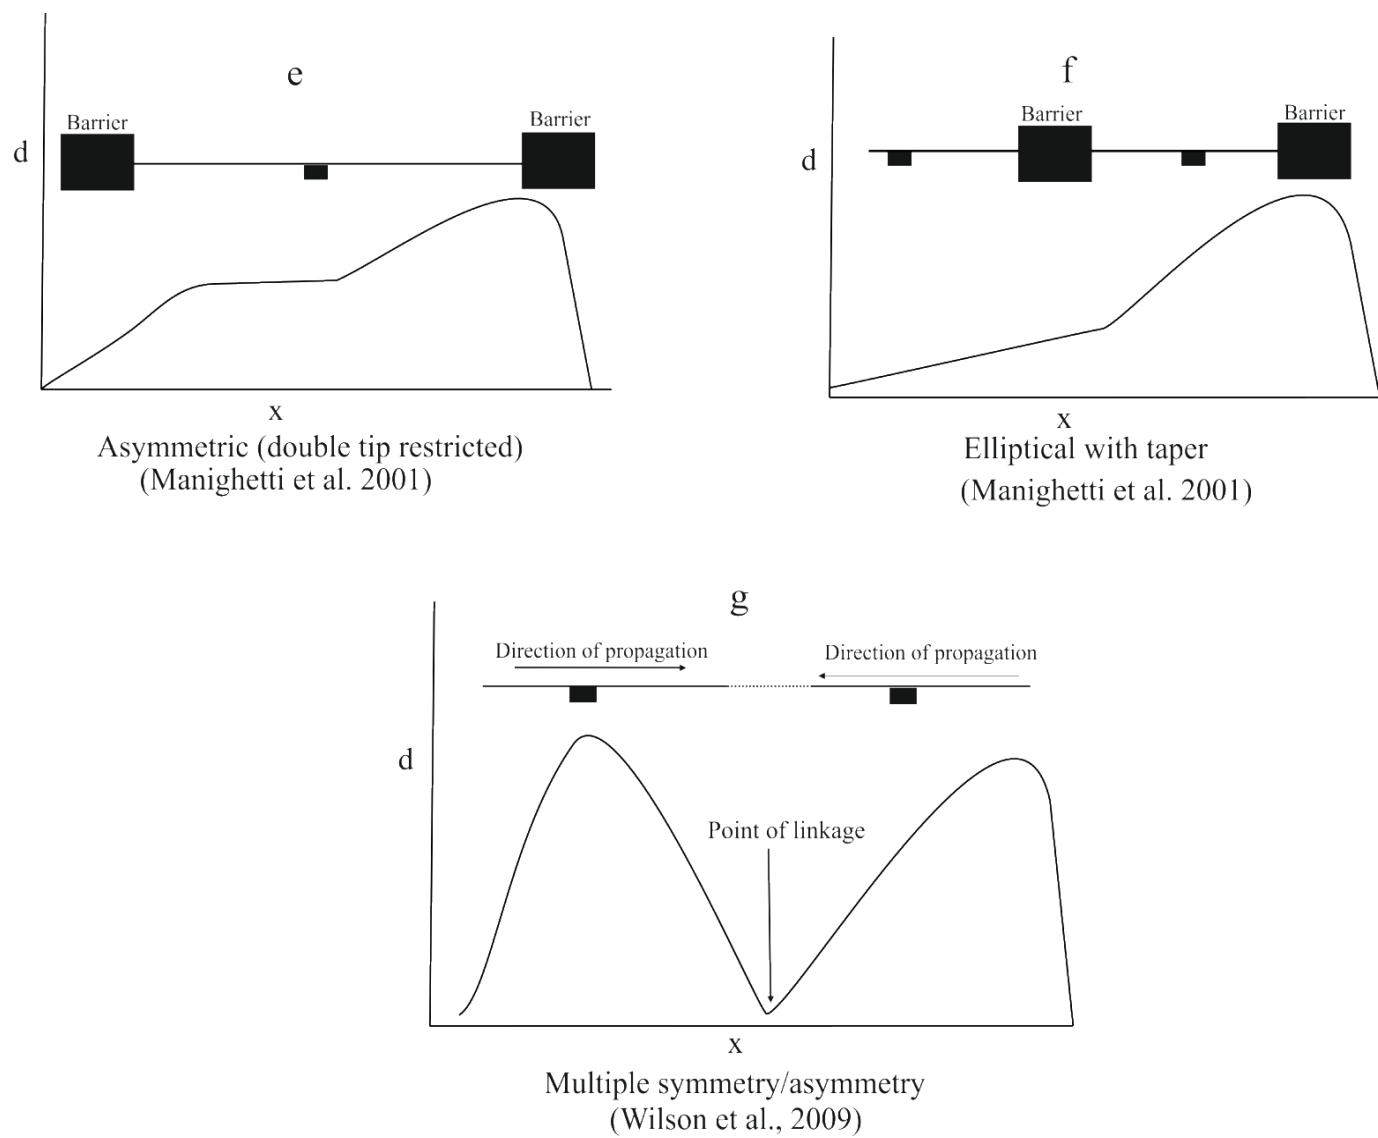 e
Barrier
Barrier
d
x
Asymmetric (double tip restricted)
(Manighetti et al. 2001)
f
Barrier
Barrier
d
x
Elliptical with taper
(Manighetti et al. 2001)
g
Direction of propagation
Direction of propagation
d
Point of linkage
x
Multiple symmetry/asymmetry
(Wilson et al., 2009)